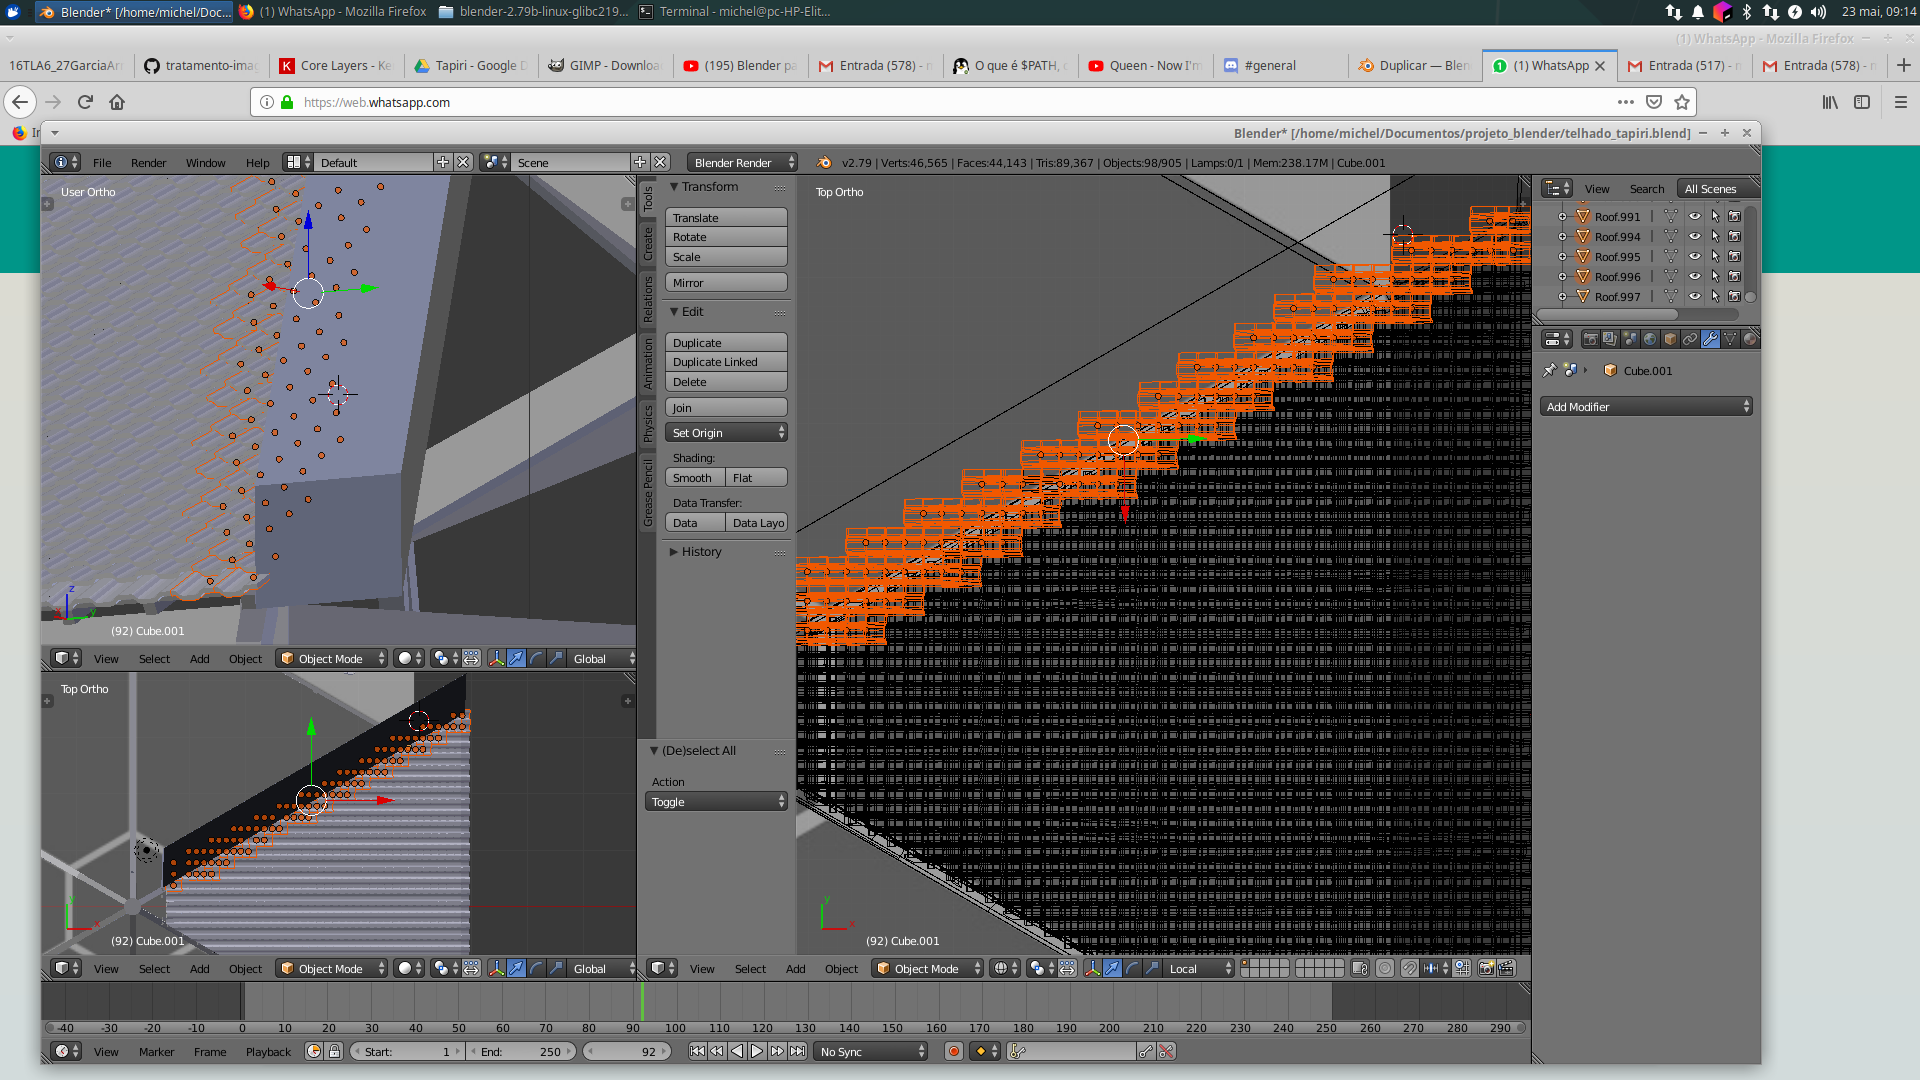 Blender* [/home/michel/Doc... (1) WhatsApp - Mozilla Firefox blender-2.79b-linux-glibc219... Terminal - michel@pc-HP-Elit... 23 mai, 09:14
(1) WhatsApp - Mozilla Firefox
16TLA6_27GarciaAr tratamento-imag Core Layers - Ke Tapiri - Google D GIMP - Downloa (195) Blender pa Entrada (578) - O que é $PATH, Queen - Now I'm #general Duplicar — Blen (1) WhatsApp Entrada (517) - Entrada (578) -
https://web.whatsapp.com
Blender* [/home/michel/Documentos/projeto_blender/telhado_tapiri.blend]
File Render Window Help Default Scene Blender Render v2.79 | Verts:46,565 | Faces:44,143 | Tris:89,367 | Objects:98/905 | Lamps:0/1 | Mem:238.17M | Cube.001
User Ortho
(92) Cube.001
View Select Add Object Object Mode Global
Top Ortho
(92) Cube.001
View Select Add Object Object Mode Global
Tools
Create
Relations
Animation
Physics
Grease Pencil
Transform
Translate
Rotate
Scale
Mirror
Edit
Duplicate
Duplicate Linked
Delete
Join
Set Origin
Shading:
Smooth Flat
Data Transfer:
Data Data Layo
History
(De)select All
Action
Toggle
Top Ortho
(92) Cube.001
View Select Add Object Object Mode Local
View Search All Scenes
Roof.991
Roof.994
Roof.995
Roof.996
Roof.997
Cube.001
Add Modifier
-40 -30 -20 -10 0 10 20 30 40 50 60 70 80 90 100 110 120 130 140 150 160 170 180 190 200 210 220 230 240 250 260 270 280 290
View Marker Frame Playback Start: 1 End: 250 92 No Sync